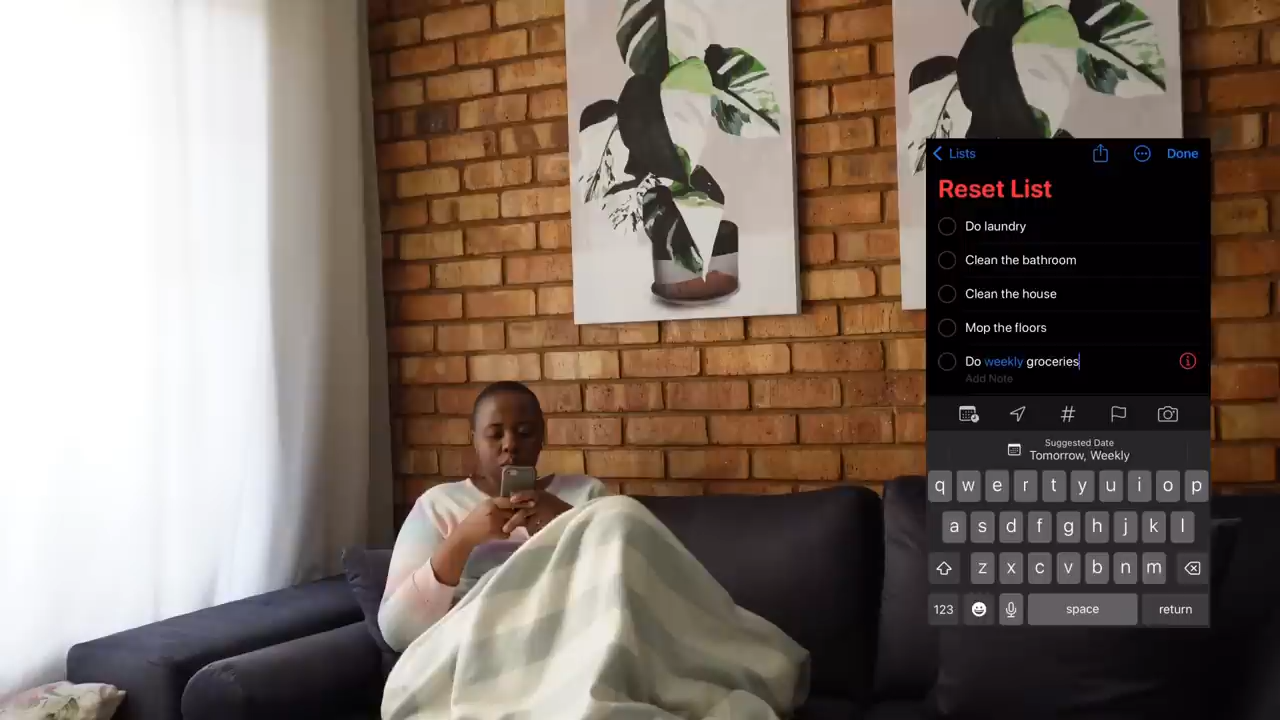 Lists
Done
Reset List
Do laundry
Clean the bathroom
Clean the house
Mop the floors
Do weekly groceries
Add Note
#
Suggested Date
Tomorrow, Weekly
q w e r t y u i o p
a s d f g h j k l
z x c v b n m
123 space return